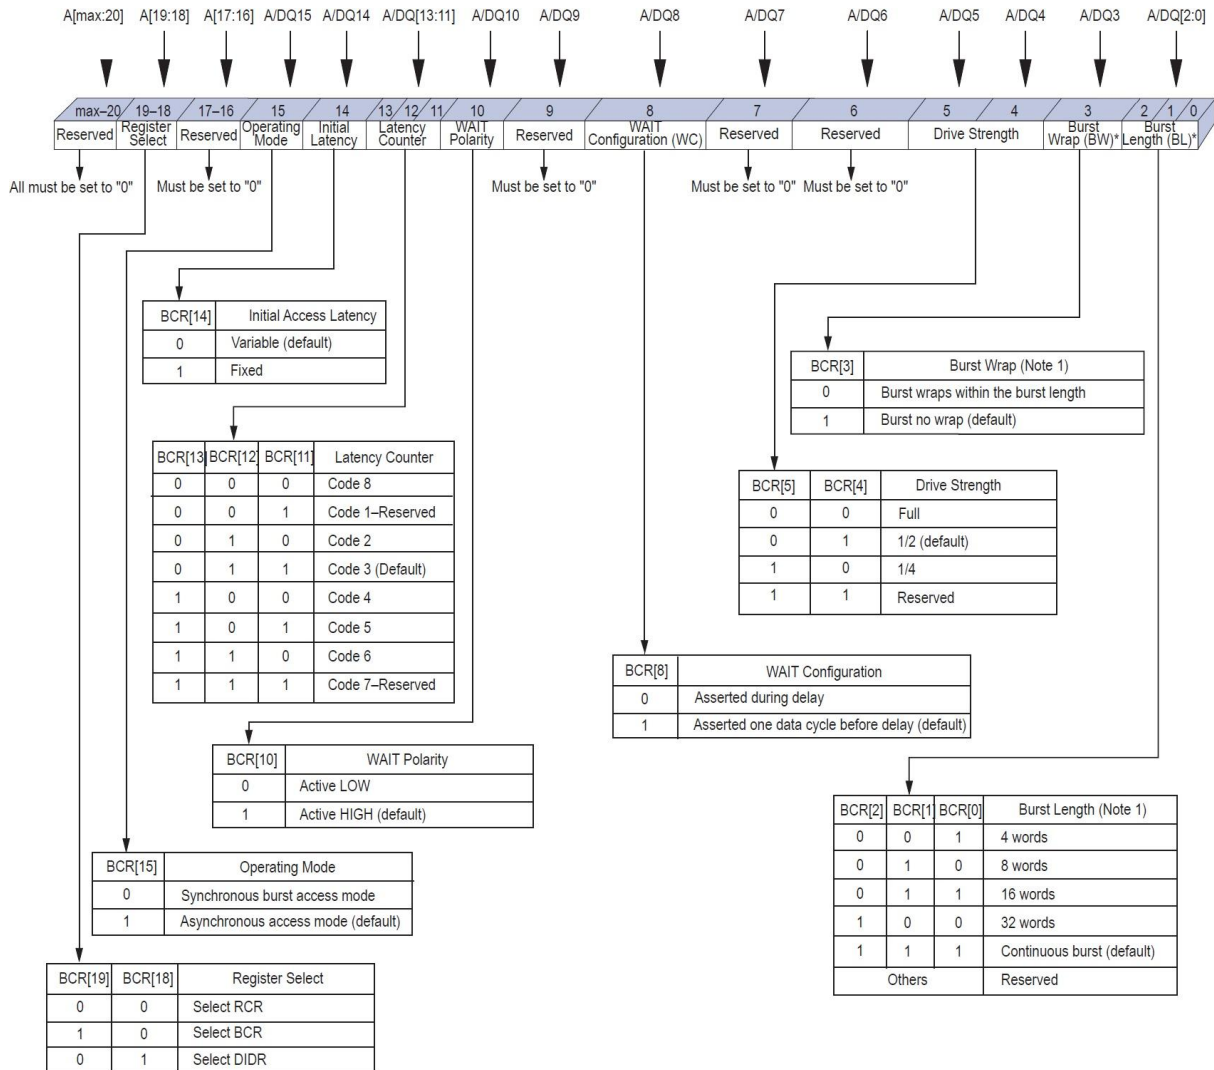 A[max:20] A[19:18] A[17:16] A/DQ15 A/DQ14 A/DQ[13:11] A/DQ10 A/DQ9 A/DQ8 A/DQ7 A/DQ6 A/DQ5 A/DQ4 A/DQ3 A/DQ[2:0]
max–20 19–18 17–16 15 14 13 12 11 10 9 8 7 6 5 4 3 2 1 0
Reserved Register Select Reserved Operating Mode Initial Latency Latency Counter WAIT Polarity Reserved WAIT Configuration (WC) Reserved Reserved Drive Strength Burst Wrap (BW)* Burst Length (BL)*
All must be set to "0" Must be set to "0" Must be set to "0" Must be set to "0" Must be set to "0"
BCR[14] Initial Access Latency
0 Variable (default)
1 Fixed
BCR[3] Burst Wrap (Note 1)
0 Burst wraps within the burst length
1 Burst no wrap (default)
BCR[13] BCR[12] BCR[11] Latency Counter
0 0 0 Code 8
0 0 1 Code 1–Reserved
0 1 0 Code 2
0 1 1 Code 3 (Default)
1 0 0 Code 4
1 0 1 Code 5
1 1 0 Code 6
1 1 1 Code 7–Reserved
BCR[5] BCR[4] Drive Strength
0 0 Full
0 1 1/2 (default)
1 0 1/4
1 1 Reserved
BCR[8] WAIT Configuration
0 Asserted during delay
1 Asserted one data cycle before delay (default)
BCR[10] WAIT Polarity
0 Active LOW
1 Active HIGH (default)
BCR[2] BCR[1] BCR[0] Burst Length (Note 1)
0 0 1 4 words
0 1 0 8 words
0 1 1 16 words
1 0 0 32 words
1 1 1 Continuous burst (default)
Others Reserved
BCR[15] Operating Mode
0 Synchronous burst access mode
1 Asynchronous access mode (default)
BCR[19] BCR[18] Register Select
0 0 Select RCR
1 0 Select BCR
0 1 Select DIDR